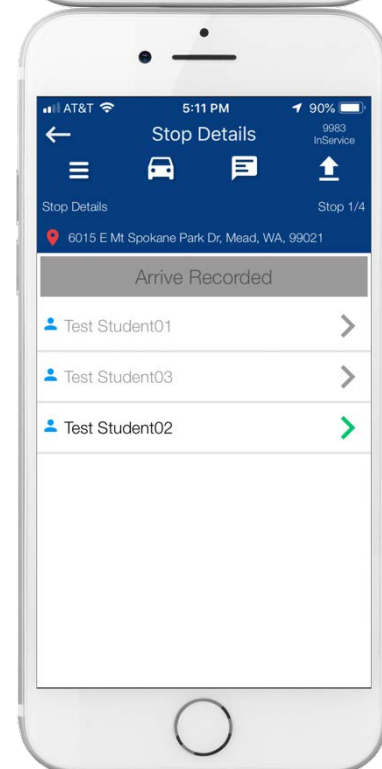 AT&T 5:11 PM 90%
Stop Details 9983
InService
Stop Details Stop 1/4
6015 E Mt Spokane Park Dr, Mead, WA, 99021
Arrive Recorded
Test Student01
Test Student03
Test Student02